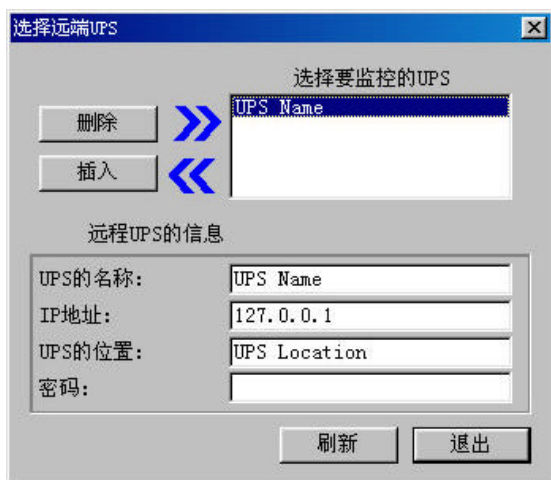 选择远端UPS
选择要监控的UPS
删除
UPS Name
插入
远程UPS的信息
UPS的名称:
UPS Name
IP地址:
127.0.0.1
UPS的位置:
UPS Location
密码:
刷新
退出